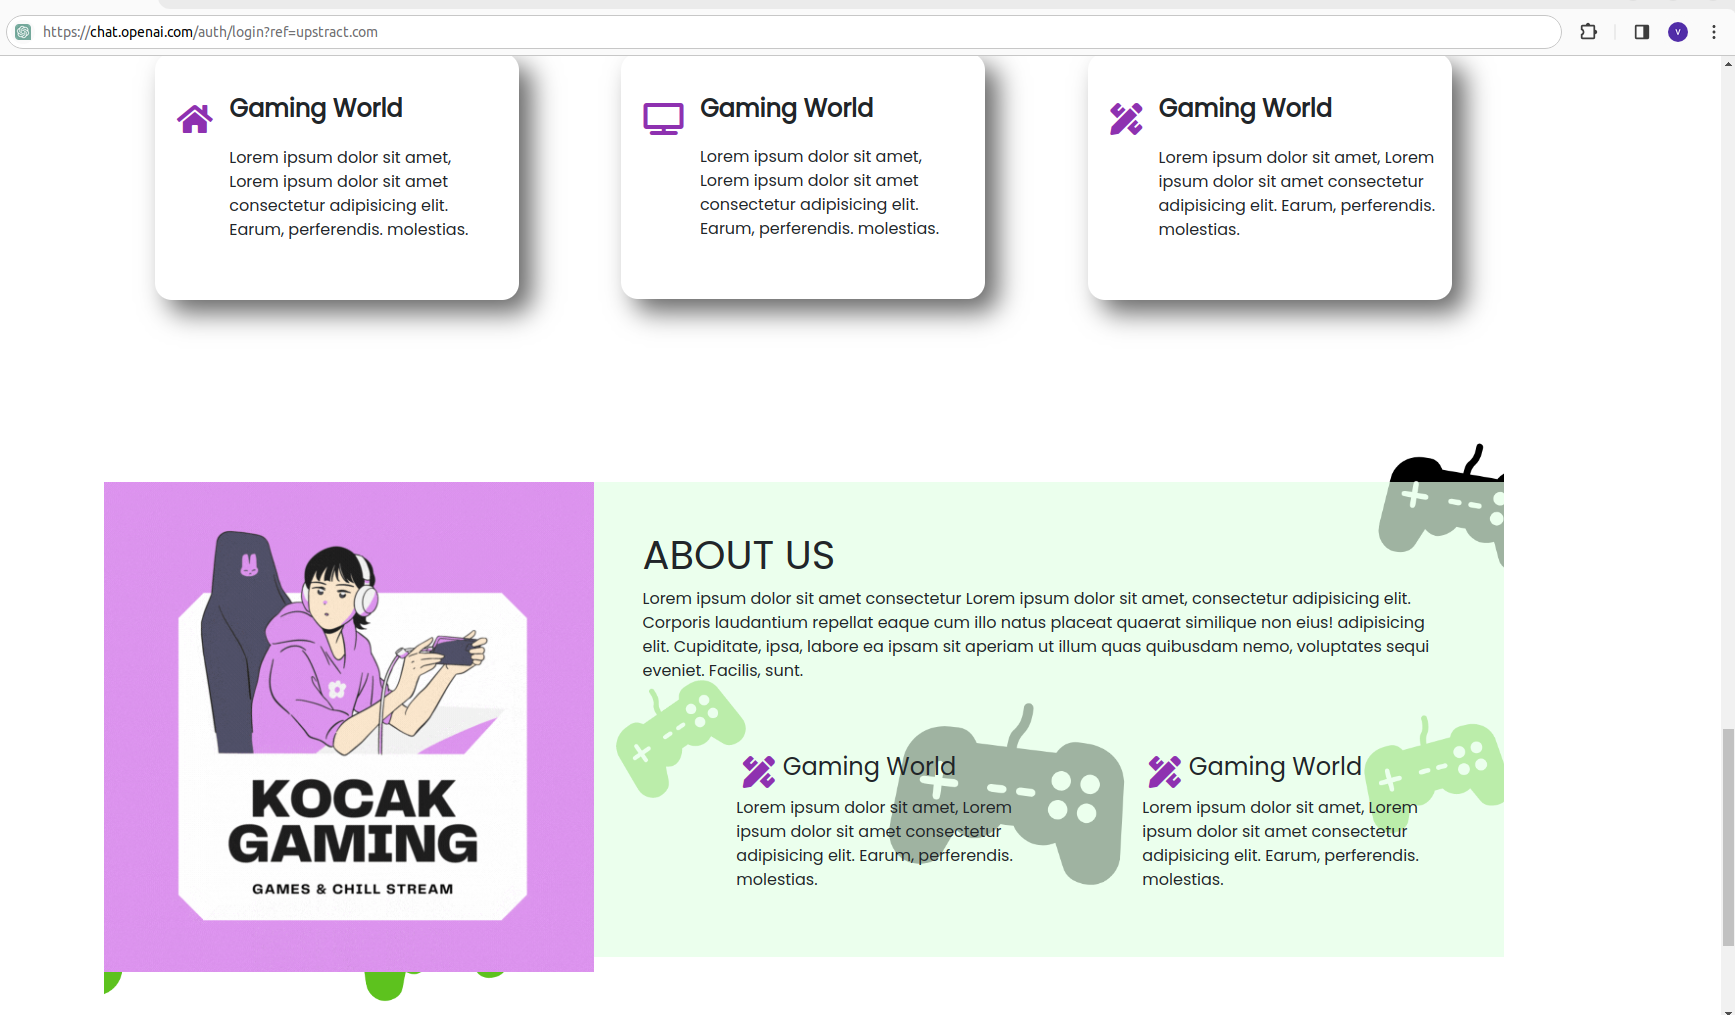 https://chat.openai.com/auth/login?ref=upstract.com
V
Gaming World
Lorem ipsum dolor sit amet,
Lorem ipsum dolor sit amet
consectetur adipisicing elit.
Earum, perferendis. molestias.
Gaming World
Lorem ipsum dolor sit amet,
Lorem ipsum dolor sit amet
consectetur adipisicing elit.
Earum, perferendis. molestias.
Gaming World
Lorem ipsum dolor sit amet, Lorem
ipsum dolor sit amet consectetur
adipisicing elit. Earum, perferendis.
molestias.
KOCAK
GAMING
GAMES & CHILL STREAM
ABOUT US
Lorem ipsum dolor sit amet consectetur Lorem ipsum dolor sit amet, consectetur adipisicing elit.
Corporis laudantium repellat eaque cum illo natus placeat quaerat similique non eius! adipisicing
elit. Cupiditate, ipsa, labore ea ipsam sit aperiam ut illum quas quibusdam nemo, voluptates sequi
eveniet. Facilis, sunt.
Gaming World
Lorem ipsum dolor sit amet, Lorem
ipsum dolor sit amet consectetur
adipisicing elit. Earum, perferendis.
molestias.
Gaming World
Lorem ipsum dolor sit amet, Lorem
ipsum dolor sit amet consectetur
adipisicing elit. Earum, perferendis.
molestias.